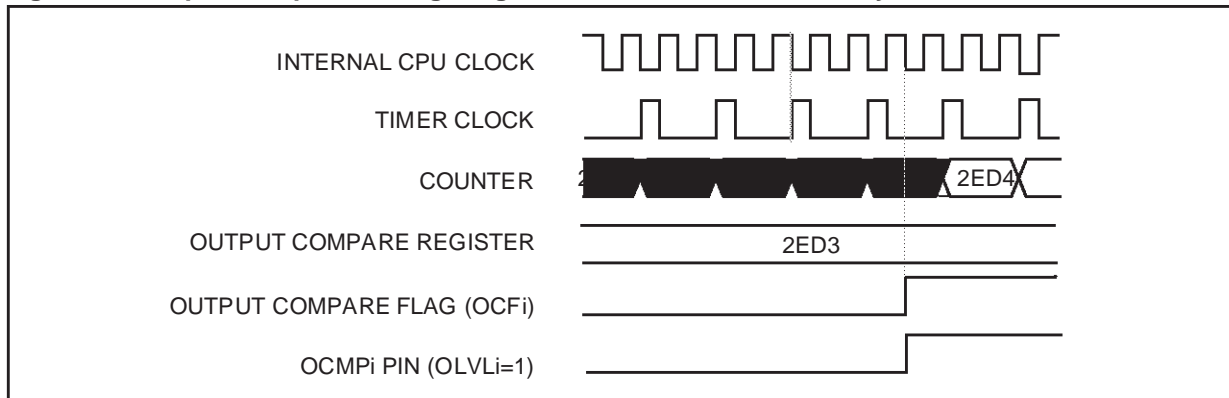 INTERNAL CPU CLOCK
TIMER CLOCK
COUNTER
2ED4
OUTPUT COMPARE REGISTER
2ED3
OUTPUT COMPARE FLAG (OCFi)
OCMPi PIN (OLVLi=1)